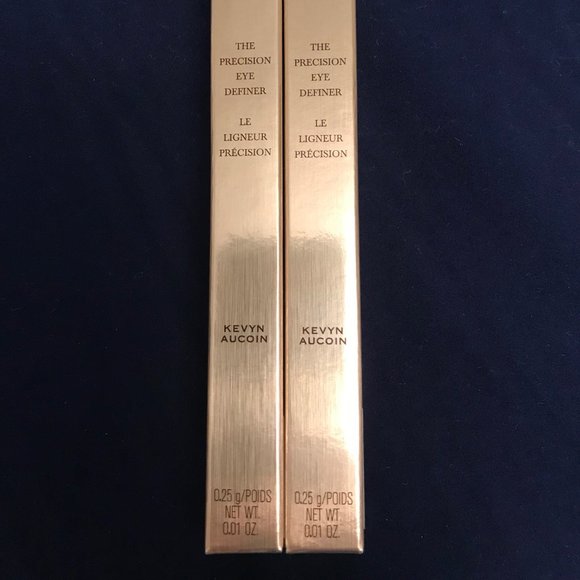 THE
PRECISION
EYE
DEFINER
LE
LIGNEUR
PRÉCISION
KEVYN
AUCOIN
0.25 g/POIDS
NET WT.
0.01 OZ.
THE
PRECISION
EYE
DEFINER
LE
LIGNEUR
PRÉCISION
KEVYN
AUCOIN
0.25 g/POIDS
NET WT.
0.01 OZ.